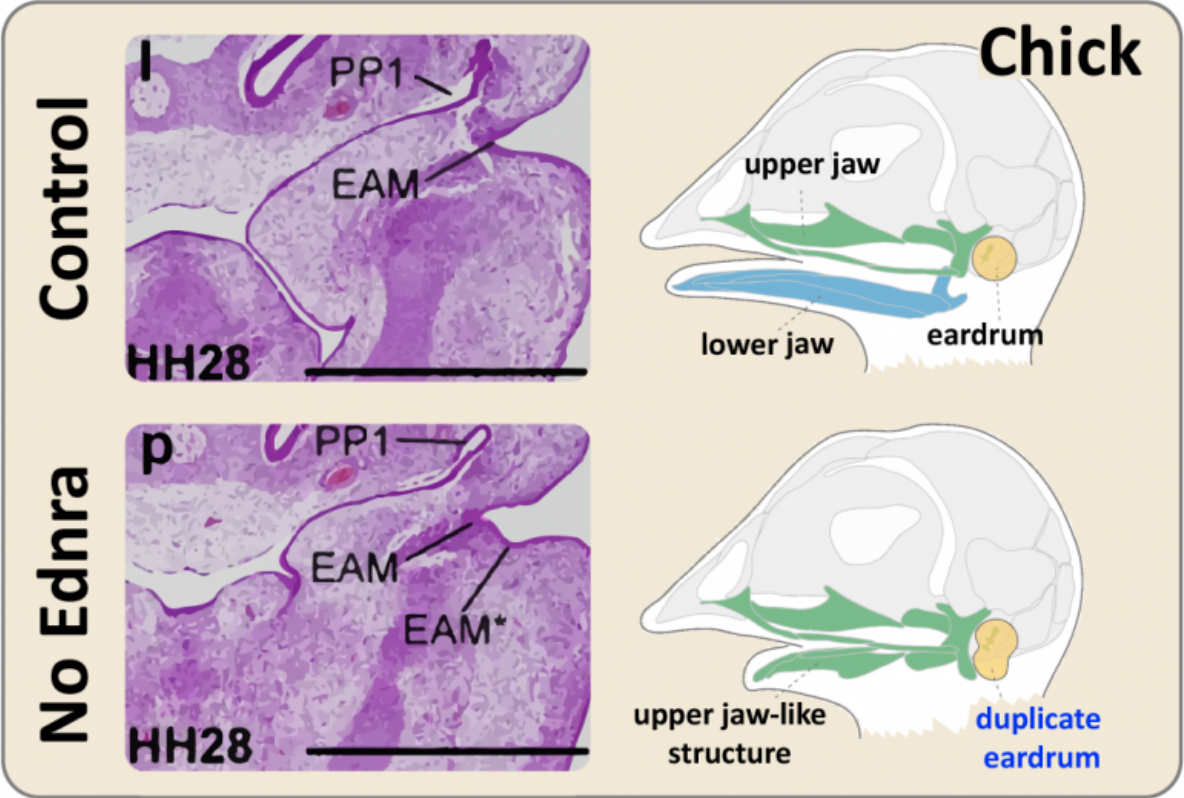 Chick
Control
l
PP1
EAM
HH28
upper jaw
lower jaw
eardrum
No Ednra
p
PP1
EAM
EAM*
HH28
upper jaw-like
structure
duplicate
eardrum